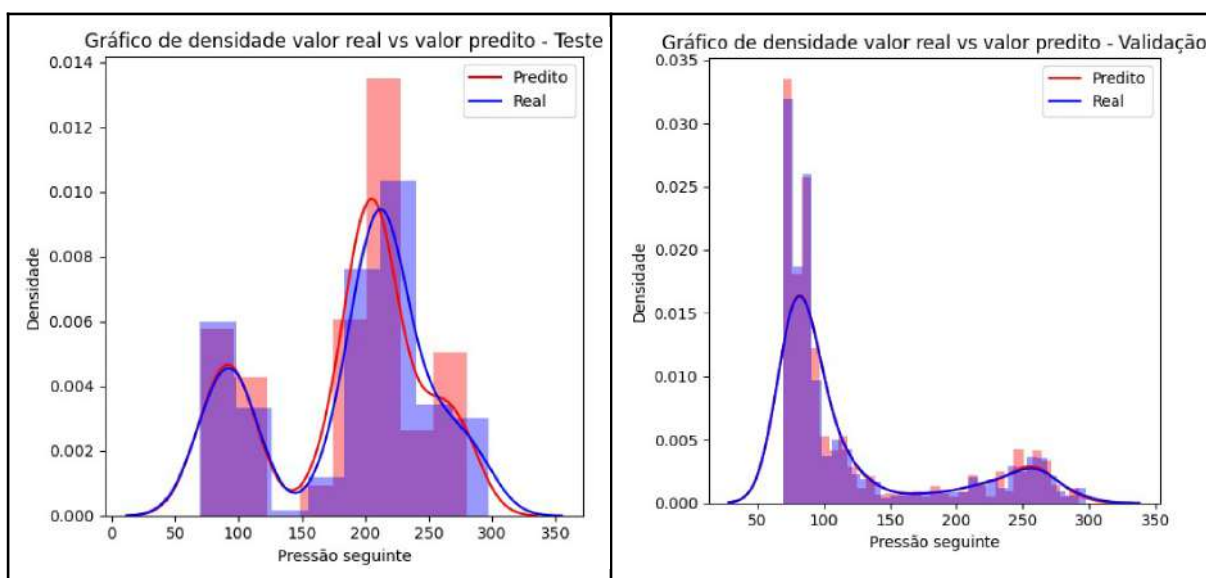 Gráfico de densidade valor real vs valor predito - Teste
Predito
Real
0.014
0.012
0.010
0.008
0.006
0.004
0.002
0.000
Densidade
0 50 100 150 200 250 300 350
Pressão seguinte
Gráfico de densidade valor real vs valor predito - Validação
Predito
Real
0.035
0.030
0.025
0.020
0.015
0.010
0.005
0.000
Densidade
50 100 150 200 250 300 350
Pressão seguinte